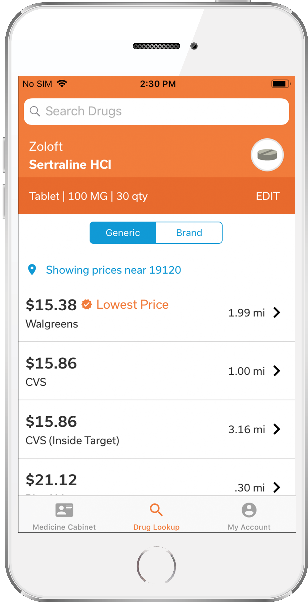 No SIM 2:30 PM
Search Drugs
Zoloft
Sertraline HCl
Tablet | 100 MG | 30 qty EDIT
Generic Brand
Showing prices near 19120
$15.38 Lowest Price
1.99 mi
Walgreens
$15.86
1.00 mi
CVS
$15.86
3.16 mi
CVS (Inside Target)
$21.12
.30 mi
Medicine Cabinet Drug Lookup My Account